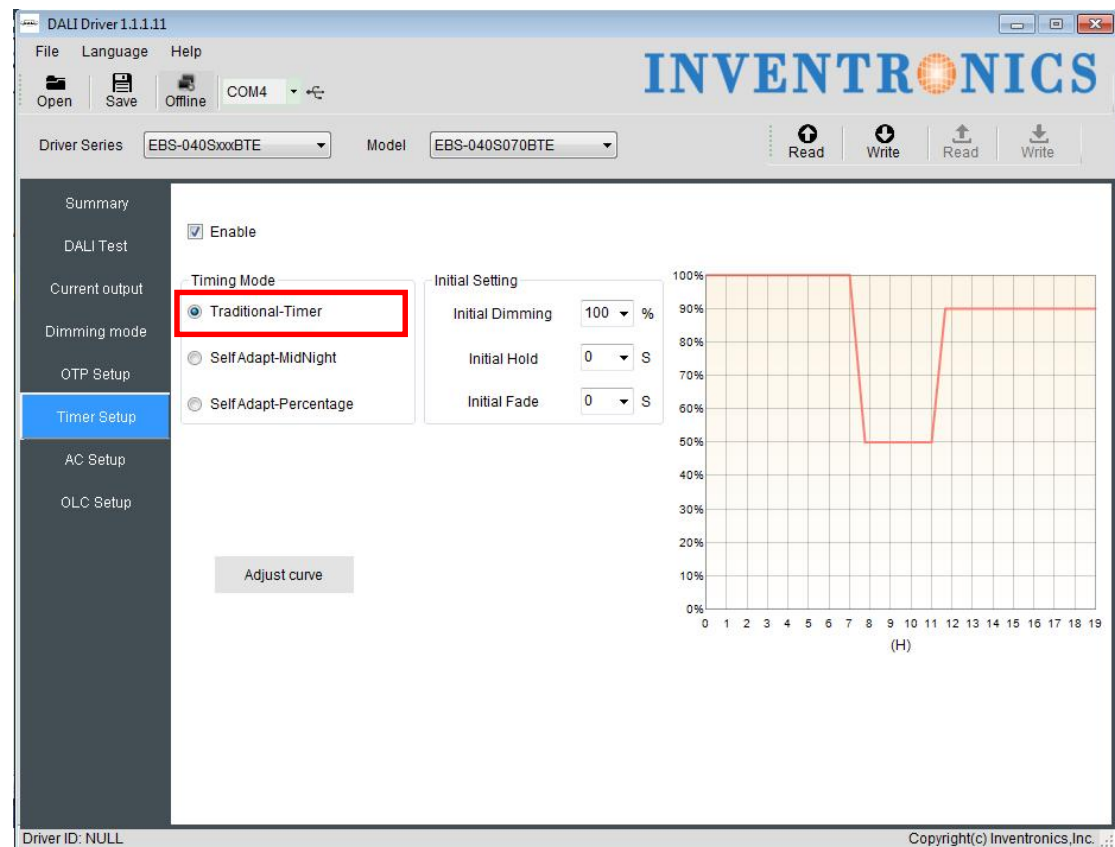 DALI Driver 1.1.1.11
File Language Help
INVENTRONICS
Open Save Offline COM4
Driver Series EBS-040SxxxBTE Model EBS-040S070BTE Read Write Read Write
Summary
DALI Test
Current output
Dimming mode
OTP Setup
Timer Setup
AC Setup
OLC Setup
Enable
Timing Mode
Traditional-Timer
Self Adapt-MidNight
Self Adapt-Percentage
Initial Setting
Initial Dimming 100 %
Initial Hold 0 S
Initial Fade 0 S
Adjust curve
100%
90%
80%
70%
60%
50%
40%
30%
20%
10%
0%
0 1 2 3 4 5 6 7 8 9 10 11 12 13 14 15 16 17 18 19
(H)
Driver ID: NULL Copyright(c) Inventronics,Inc.